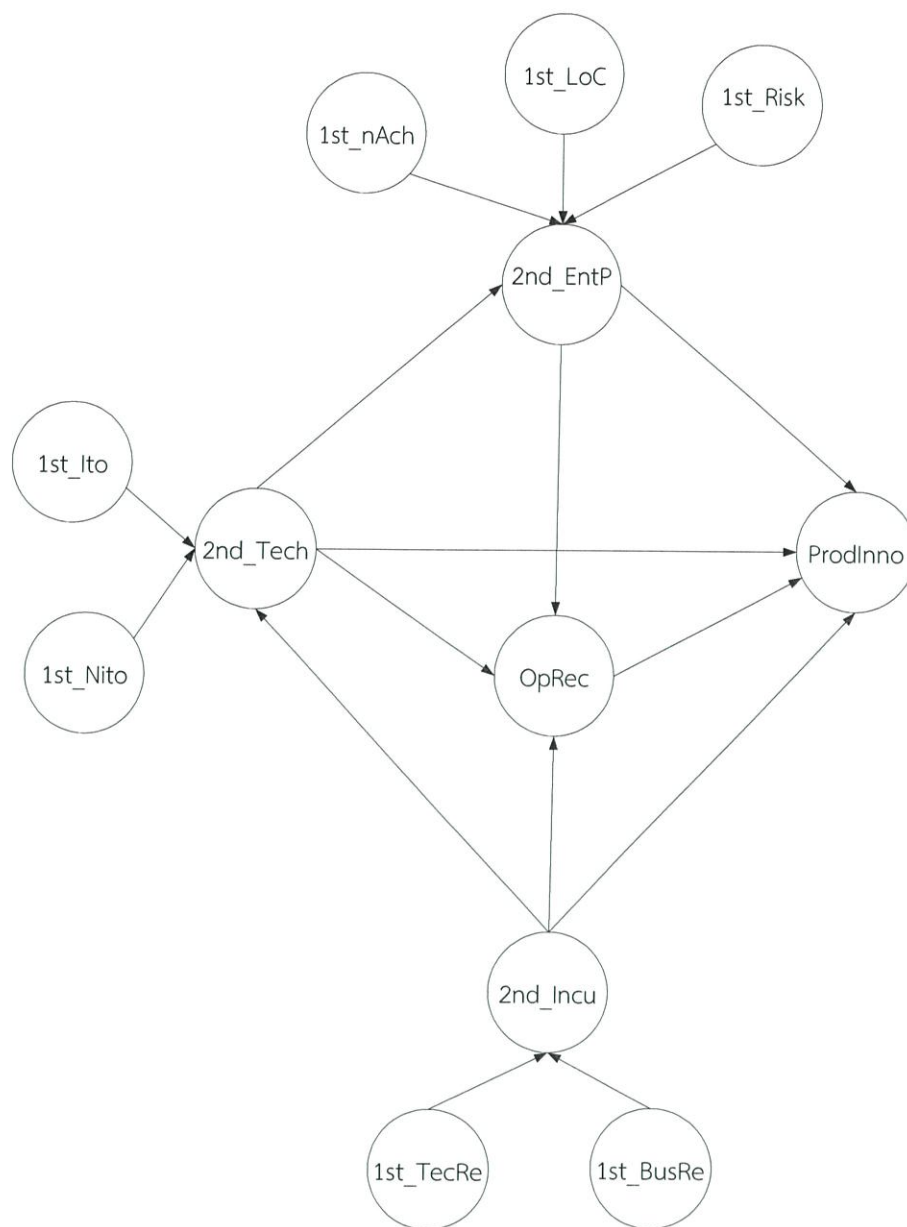 1st_LoC
1st_Risk
1st_nAch
2nd_EntP
1st_Ito
2nd_Tech
ProdInno
1st_Nito
OpRec
2nd_Incu
1st_TecRe
1st_BusRe